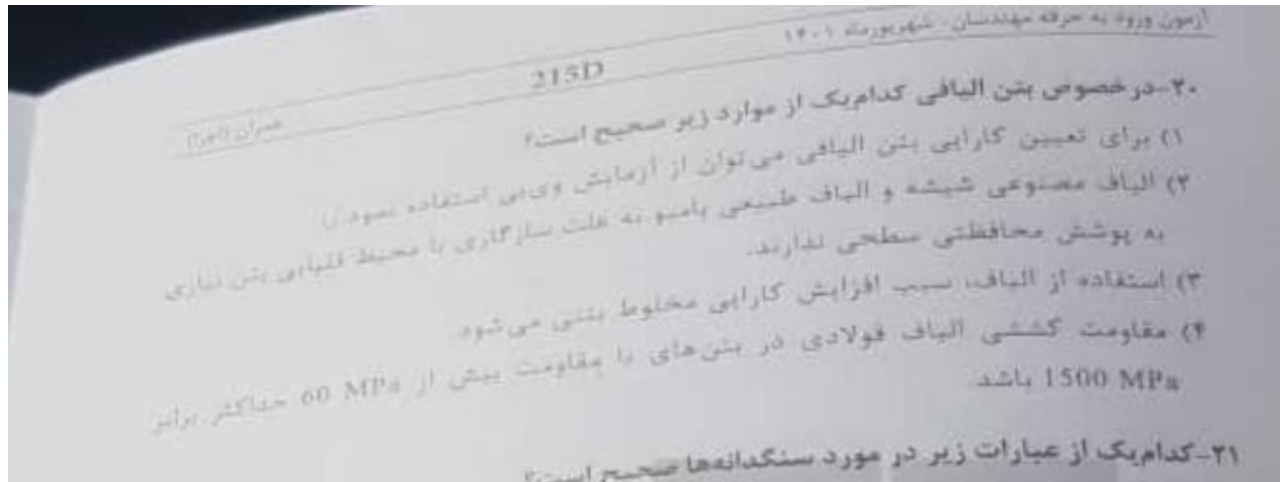 آزمون ورود به حرفه مهندسان - شهریورماه ۱۴۰۱
215D
عمران (اجرا)
۲۰-در خصوص بتن الیافی کدام‌یک از موارد زیر صحیح است؟
۱) برای تعیین کارایی بتن الیافی می‌توان از آزمایش وی‌بی استفاده نمود.
۲) الیاف مصنوعی شیشه و الیاف طبیعی بامبو به علت سازگاری با محیط قلیایی بتن نیازی
به پوشش محافظتی سطحی ندارند.
۳) استفاده از الیاف، سبب افزایش کارایی مخلوط بتنی می‌شود.
۴) مقاومت کششی الیاف فولادی در بتن‌های با مقاومت بیش از 60 MPa حداکثر برابر
1500 MPa باشد.
۲۱-کدام‌یک از عبارات زیر در مورد سنگدانه‌ها صحیح است؟